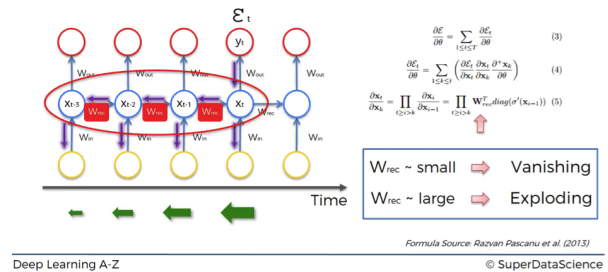 ℰt
yt
Wout Wout Wout Wout Wout
xt-3 Wrec xt-2 Wrec xt-1 Wrec xt Wrec
Win Win Win Win Win
Time
∂ℰ/∂θ = ∑ 1≤t≤T ∂ℰt/∂θ (3)
∂ℰt/∂θ = ∑ 1≤k≤t (∂ℰt/∂xt ∂xt/∂xk ∂⁺xk/∂θ) (4)
∂xt/∂xk = ∏ t≥i>k ∂xi/∂xi−1 = ∏ t≥i>k Wᵀrec diag(σ′(xi−1)) (5)
Wrec ~ small Vanishing
Wrec ~ large Exploding
Formula Source: Razvan Pascanu et al. (2013)
Deep Learning A-Z © SuperDataScience